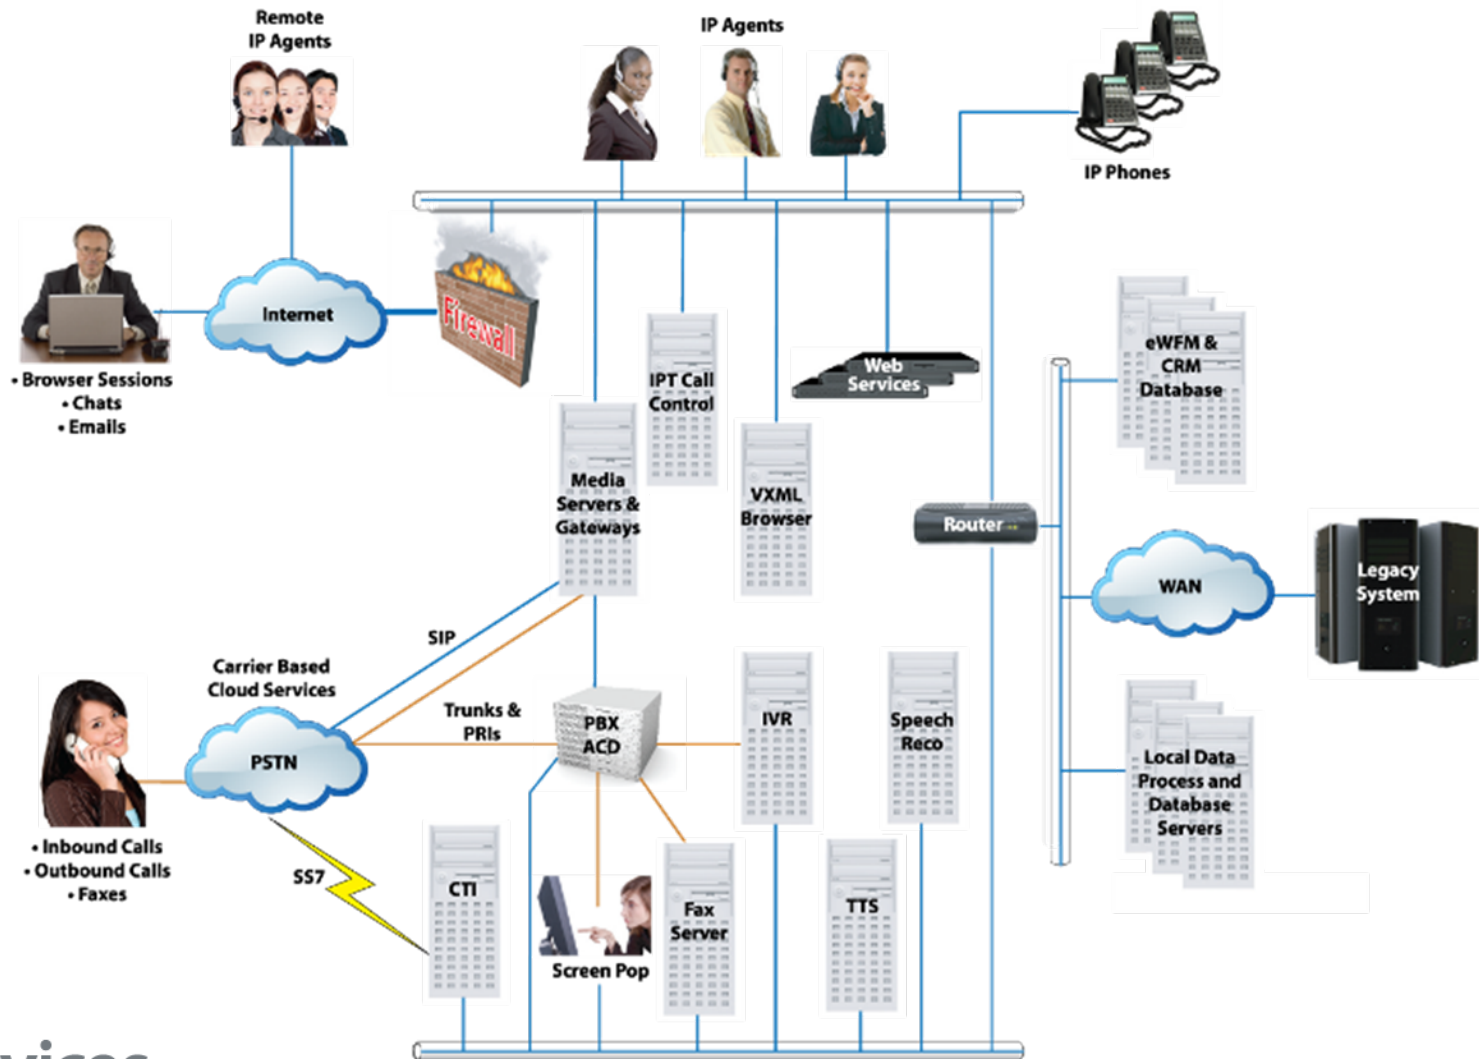 Remote
IP Agents
IP Agents
IP Phones
Internet
Firewall
• Browser Sessions
• Chats
• Emails
IPT Call
Control
Web
Services
eWFM &
CRM
Database
Media
Servers &
Gateways
VXML
Browser
Router
WAN
Legacy
System
SIP
Carrier Based
Cloud Services
Trunks &
PRIs
PBX
ACD
IVR
Speech
Reco
PSTN
Local Data
Process and
Database
Servers
• Inbound Calls
• Outbound Calls
• Faxes
SS7
CTI
Screen Pop
Fax
Server
TTS